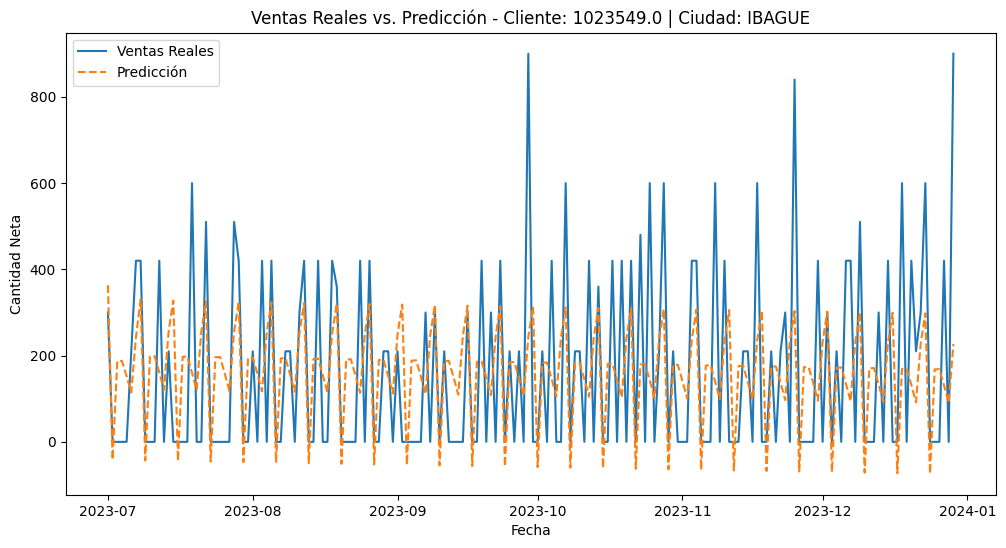 Ventas Reales vs. Predicción - Cliente: 1023549.0 | Ciudad: IBAGUE
Ventas Reales
Predicción
Cantidad Neta
800
600
400
200
0
2023-07
2023-08
2023-09
2023-10
2023-11
2023-12
2024-01
Fecha